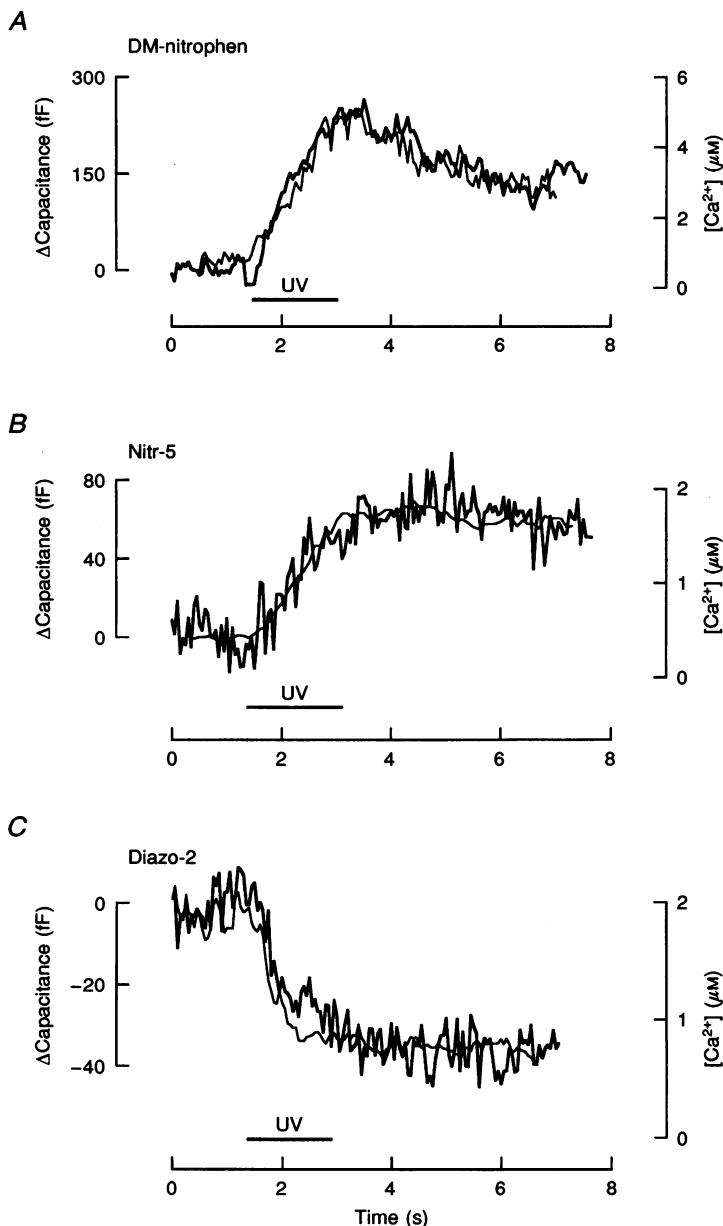 A
DM-nitrophen
300
150
0
ΔCapacitance (fF)
6
4
2
0
[Ca²⁺] (μM)
UV
0 2 4 6 8
B
Nitr-5
80
40
0
ΔCapacitance (fF)
2
1
0
[Ca²⁺] (μM)
UV
0 2 4 6 8
C
Diazo-2
0
−20
−40
ΔCapacitance (fF)
2
1
0
[Ca²⁺] (μM)
UV
0 2 4 6 8
Time (s)